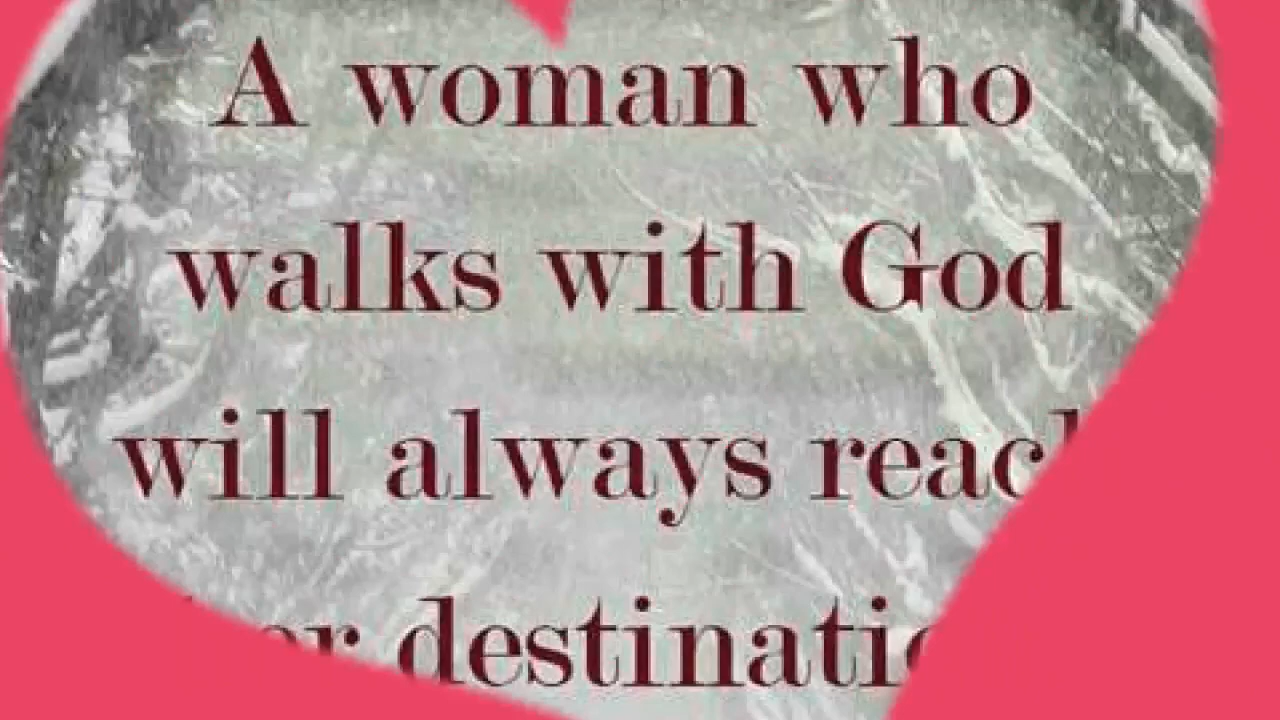 A woman who
walks with God
will always reach
her destination